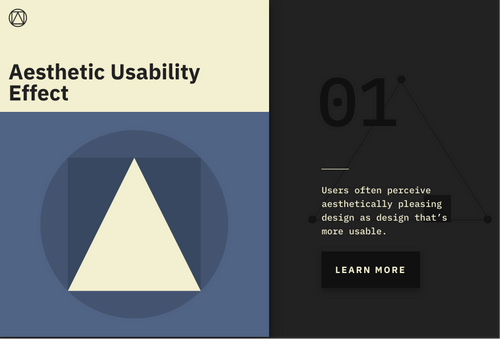 Aesthetic Usability
Effect
01
Users often perceive
aesthetically pleasing
design as design that’s
more usable.
LEARN MORE